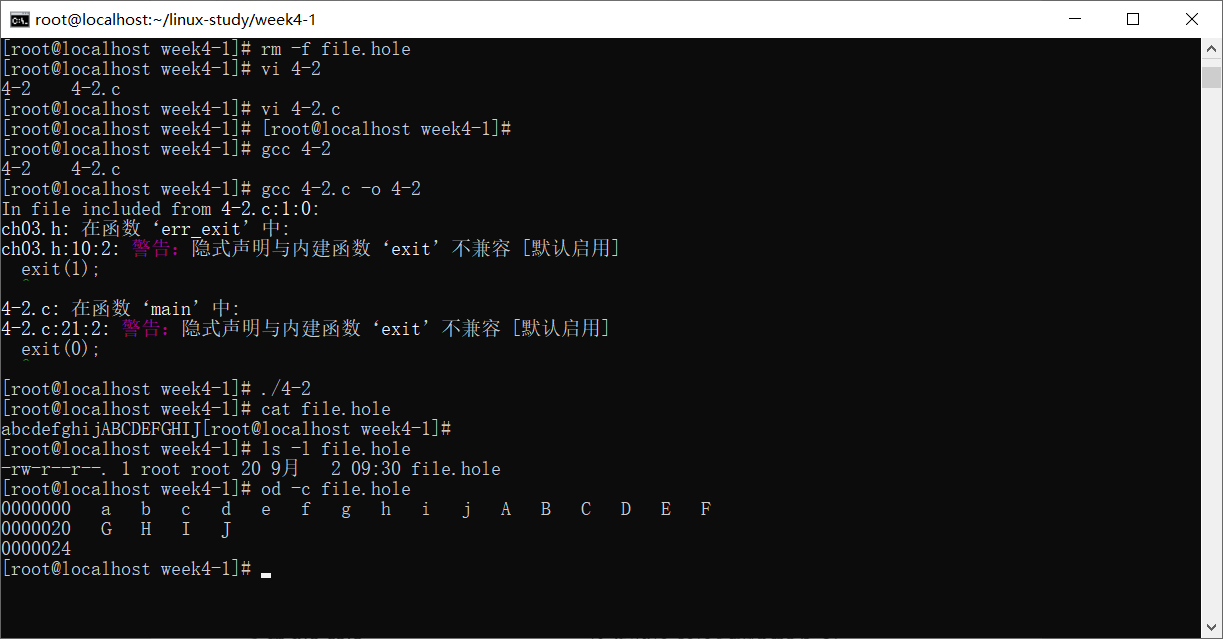 root@localhost:~/linux-study/week4-1
[root@localhost week4-1]# rm -f file.hole
[root@localhost week4-1]# vi 4-2
4-2    4-2.c
[root@localhost week4-1]# vi 4-2.c
[root@localhost week4-1]# [root@localhost week4-1]#
[root@localhost week4-1]# gcc 4-2
4-2    4-2.c
[root@localhost week4-1]# gcc 4-2.c -o 4-2
In file included from 4-2.c:1:0:
ch03.h: 在函数‘err_exit’中:
ch03.h:10:2: 警告：隐式声明与内建函数‘exit’不兼容 [默认启用]
  exit(1);
  ^
4-2.c: 在函数‘main’中:
4-2.c:21:2: 警告：隐式声明与内建函数‘exit’不兼容 [默认启用]
  exit(0);
  ^
[root@localhost week4-1]# ./4-2
[root@localhost week4-1]# cat file.hole
abcdefghijABCDEFGHIJ[root@localhost week4-1]#
[root@localhost week4-1]# ls -l file.hole
-rw-r--r--. 1 root root 20 9月   2 09:30 file.hole
[root@localhost week4-1]# od -c file.hole
0000000   a   b   c   d   e   f   g   h   i   j   A   B   C   D   E   F
0000020   G   H   I   J
0000024
[root@localhost week4-1]#